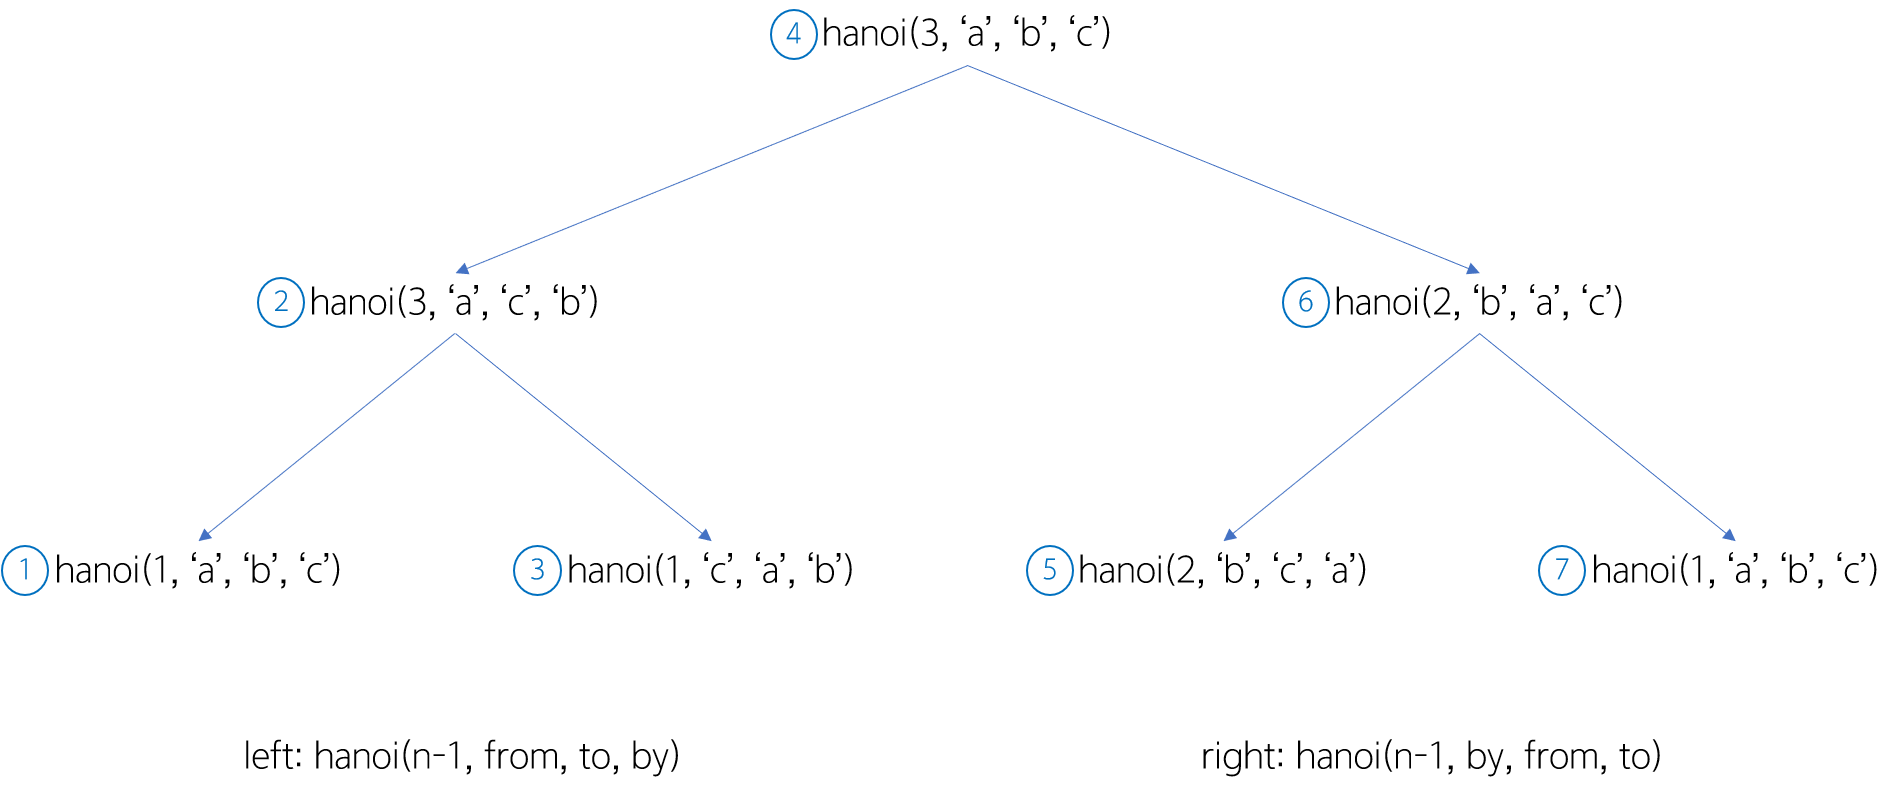 4 hanoi(3, ‘a’, ‘b’, ‘c’)
2 hanoi(3, ‘a’, ‘c’, ‘b’)
6 hanoi(2, ‘b’, ‘a’, ‘c’)
1 hanoi(1, ‘a’, ‘b’, ‘c’)
3 hanoi(1, ‘c’, ‘a’, ‘b’)
5 hanoi(2, ‘b’, ‘c’, ‘a’)
7 hanoi(1, ‘a’, ‘b’, ‘c’)
left: hanoi(n-1, from, to, by)
right: hanoi(n-1, by, from, to)